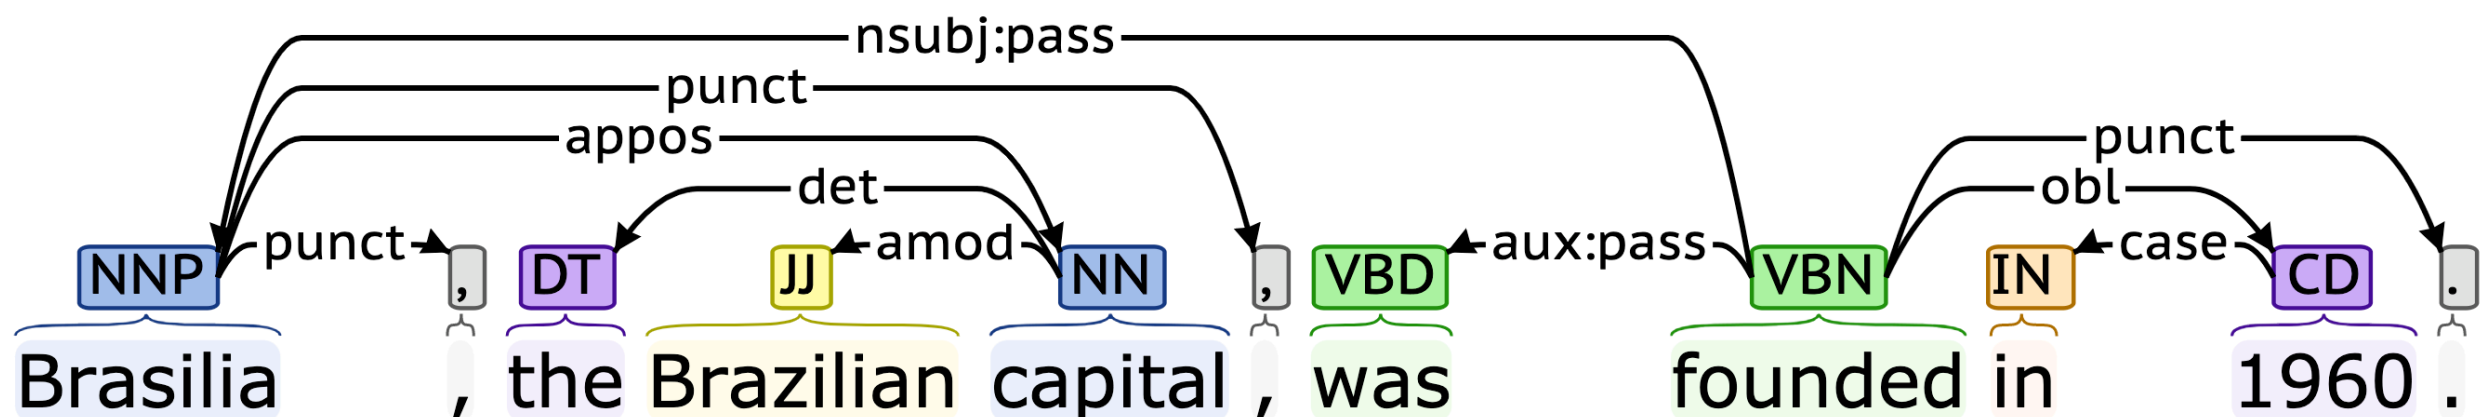 nsubj:pass
punct
appos punct
det obl
punct amod aux:pass case
NNP , DT JJ NN , VBD VBN IN CD .
Brasilia , the Brazilian capital , was founded in 1960 .